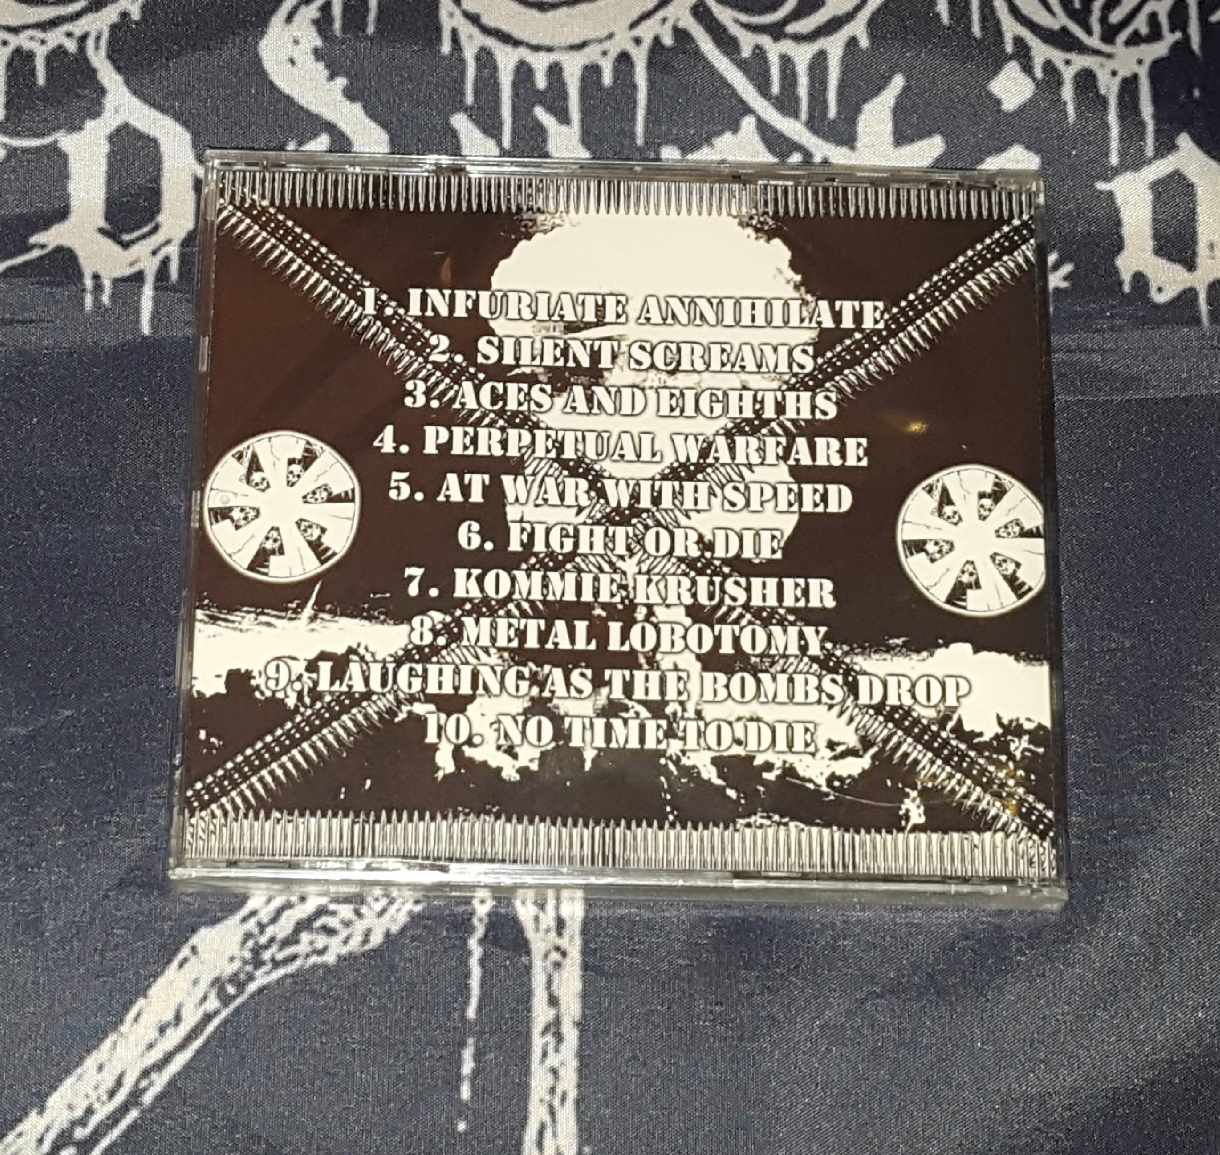 1. INFURIATE ANNIHILATE
2. SILENT SCREAMS
3. ACES AND EIGHTHS
4. PERPETUAL WARFARE
5. AT WAR WITH SPEED
6. FIGHT OR DIE
7. KOMMIE KRUSHER
8. METAL LOBOTOMY
9. LAUGHING AS THE BOMBS DROP
10. NO TIME TO DIE